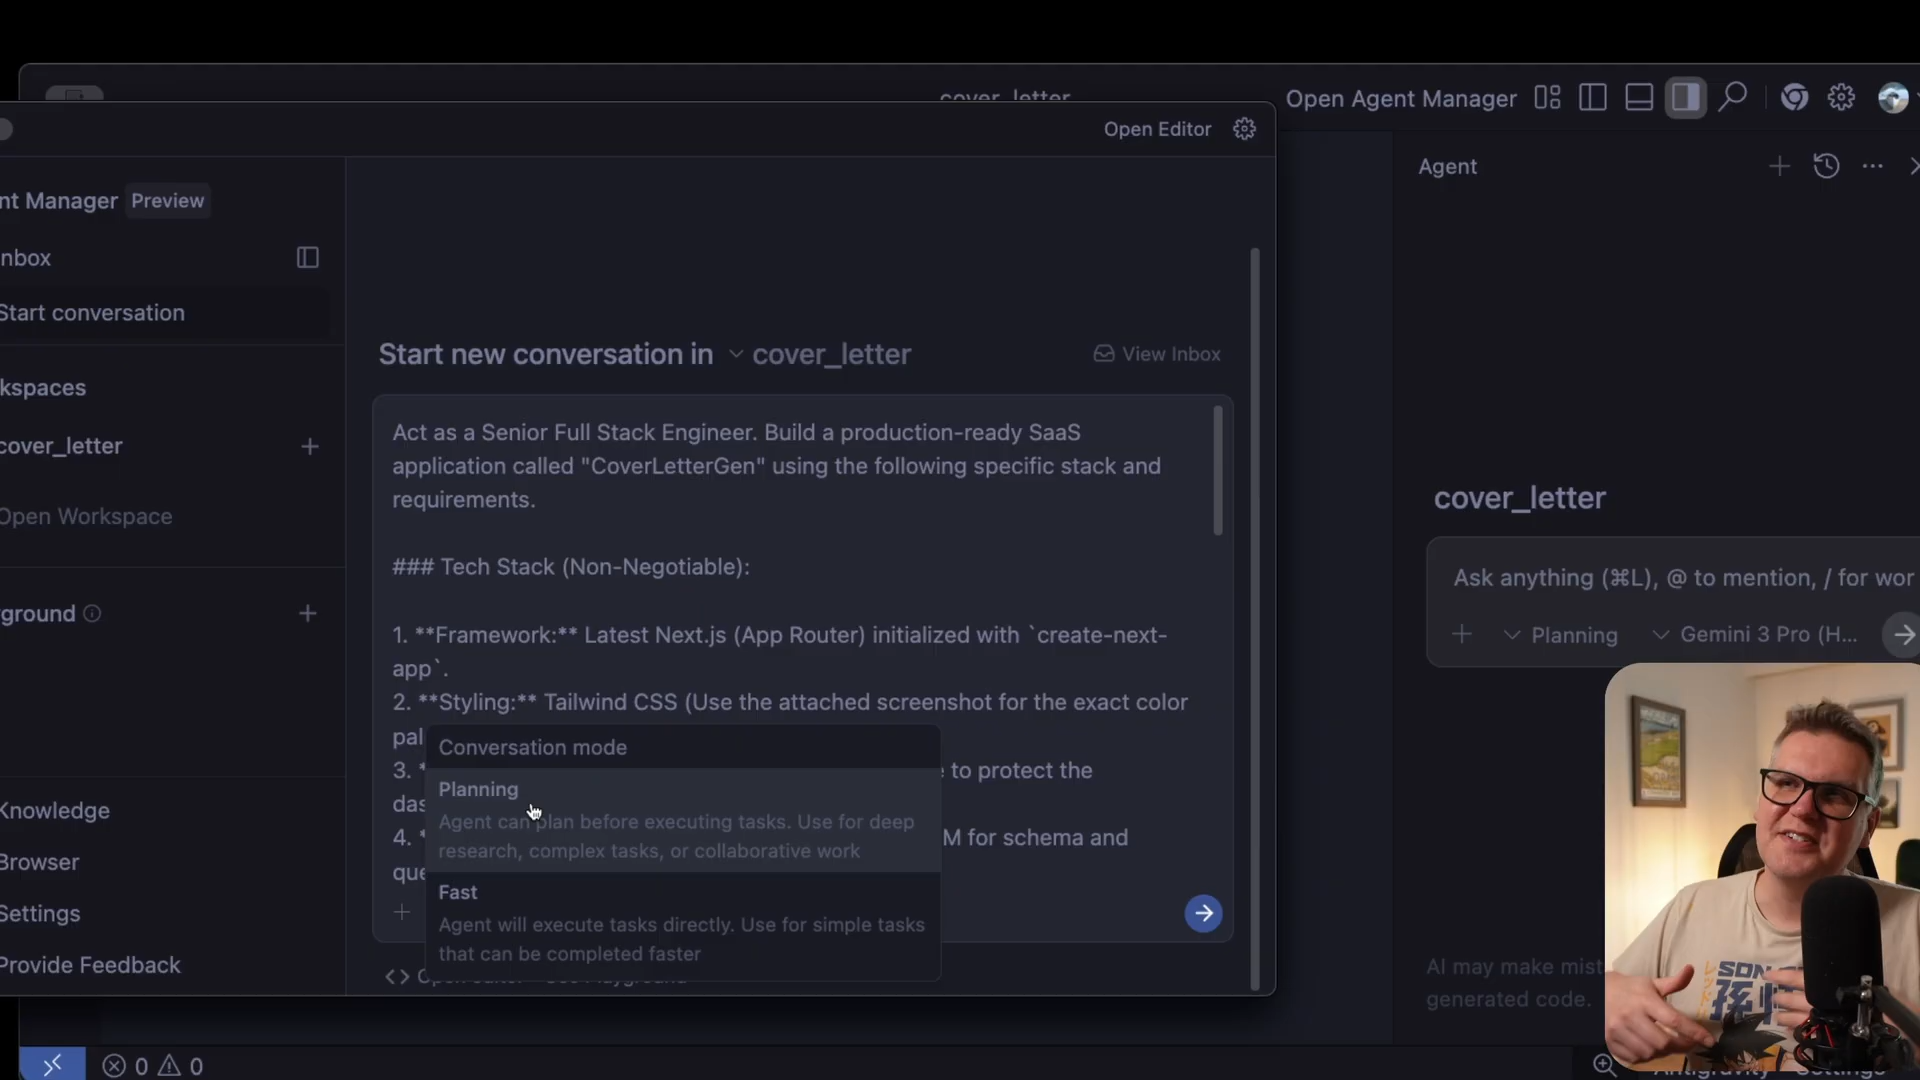 cover_letter
Open Agent Manager
Open Editor
nt Manager
Preview
nbox
Start conversation
kspaces
cover_letter
Open Workspace
ground
Knowledge
Browser
Settings
Provide Feedback
Start new conversation in
cover_letter
View Inbox
Act as a Senior Full Stack Engineer. Build a production-ready SaaS
application called "CoverLetterGen" using the following specific stack and
requirements.
### Tech Stack (Non-Negotiable):
1. **Framework:** Latest Next.js (App Router) initialized with `create-next-
app`.
2. **Styling:** Tailwind CSS (Use the attached screenshot for the exact color
pal
3. *
e to protect the
das
4. *
M for schema and
que
Conversation mode
Planning
Agent can plan before executing tasks. Use for deep
research, complex tasks, or collaborative work
Fast
Agent will execute tasks directly. Use for simple tasks
that can be completed faster
Agent
cover_letter
Ask anything (⌘L), @ to mention, / for wor
Planning
Gemini 3 Pro (H...
AI may make mist
generated code.
孫
0
0